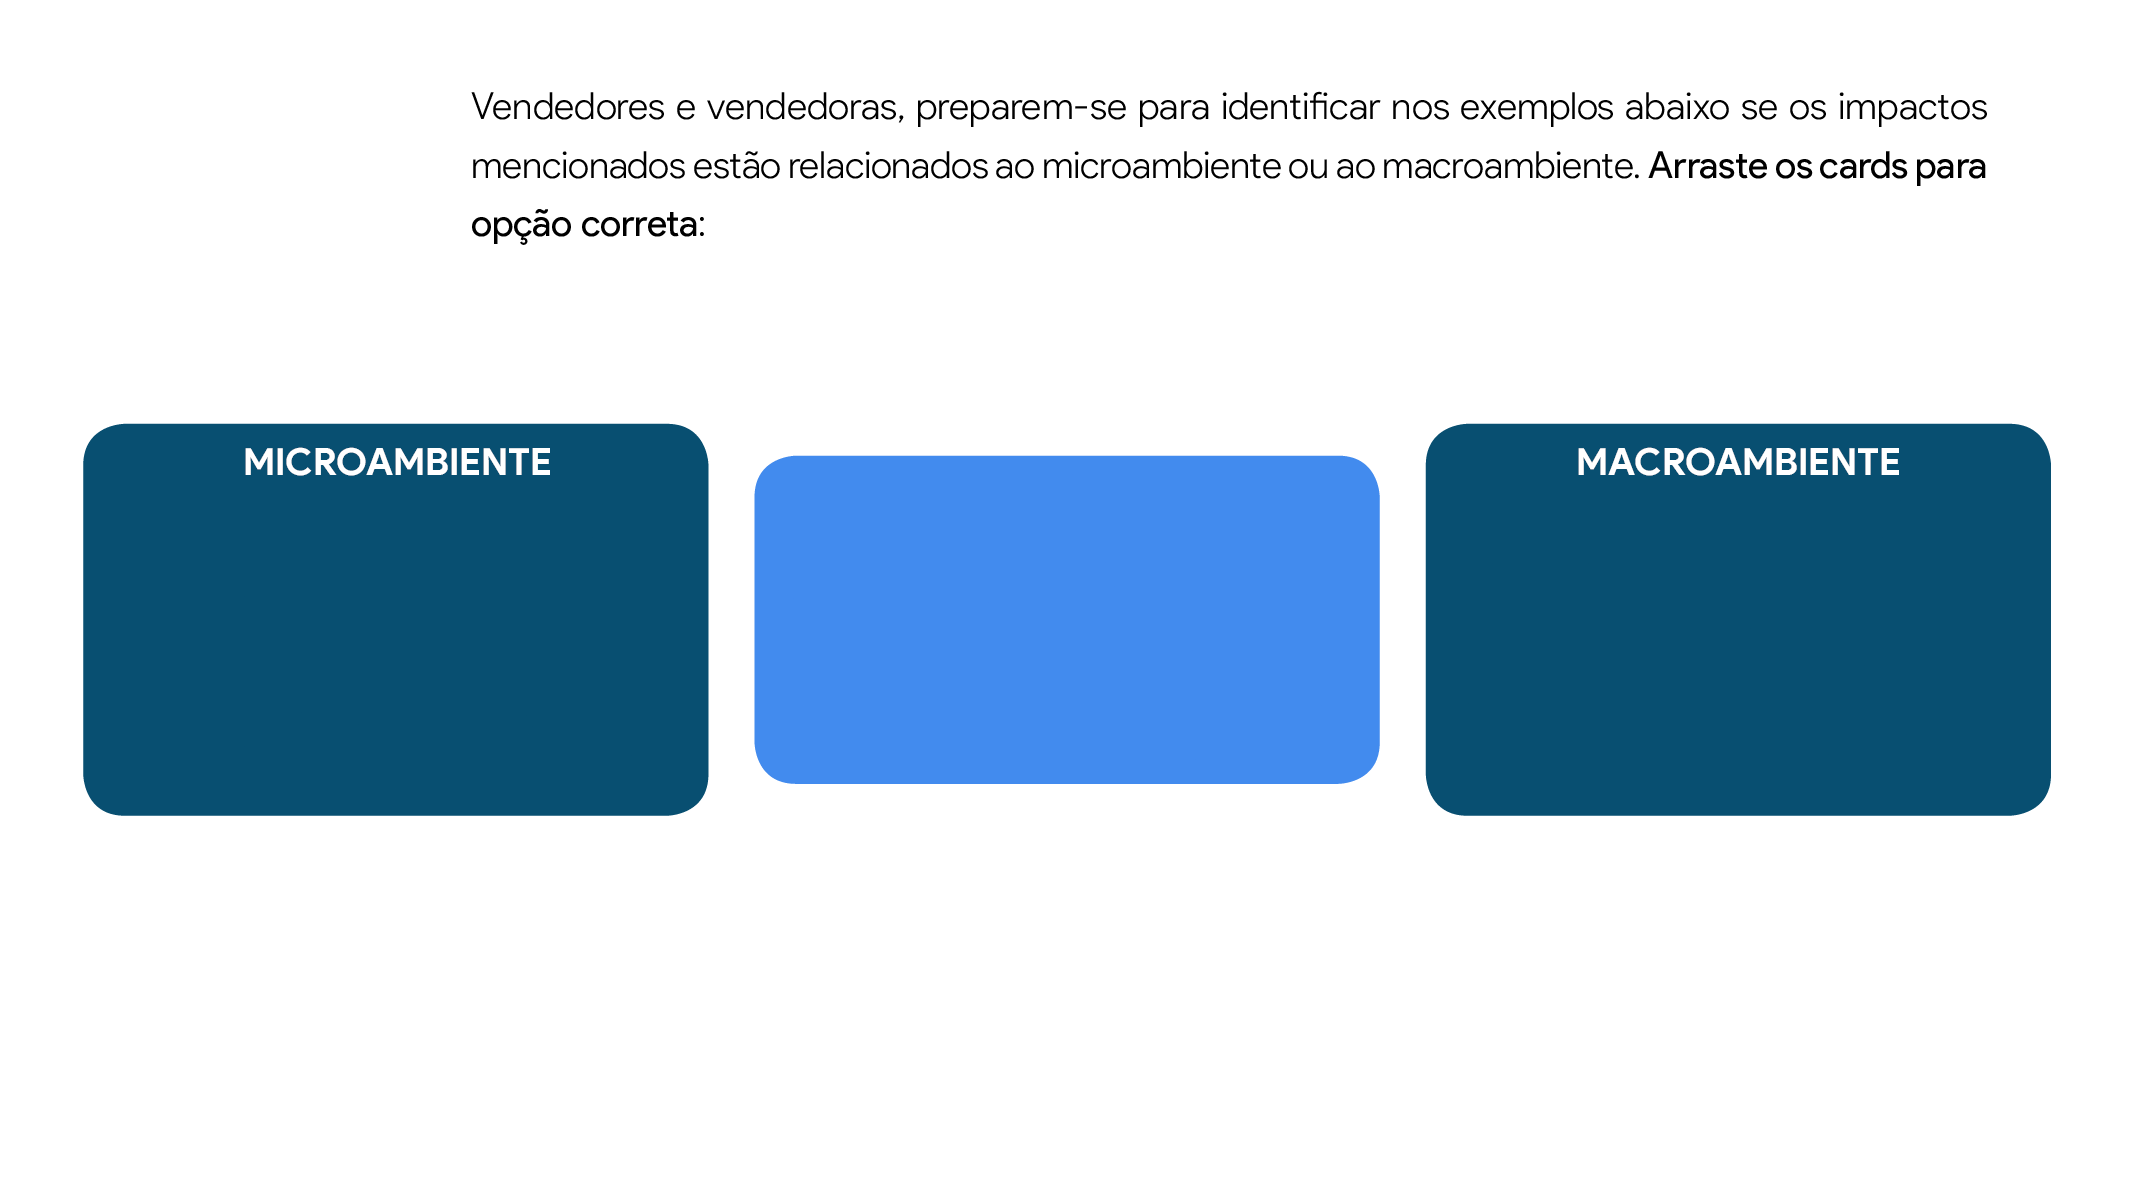 Vendedores e vendedoras, preparem-se para identificar nos exemplos abaixo se os impactos
mencionados estão relacionados ao microambiente ou ao macroambiente. Arraste os cards para
opção correta:
MICROAMBIENTE
MACROAMBIENTE